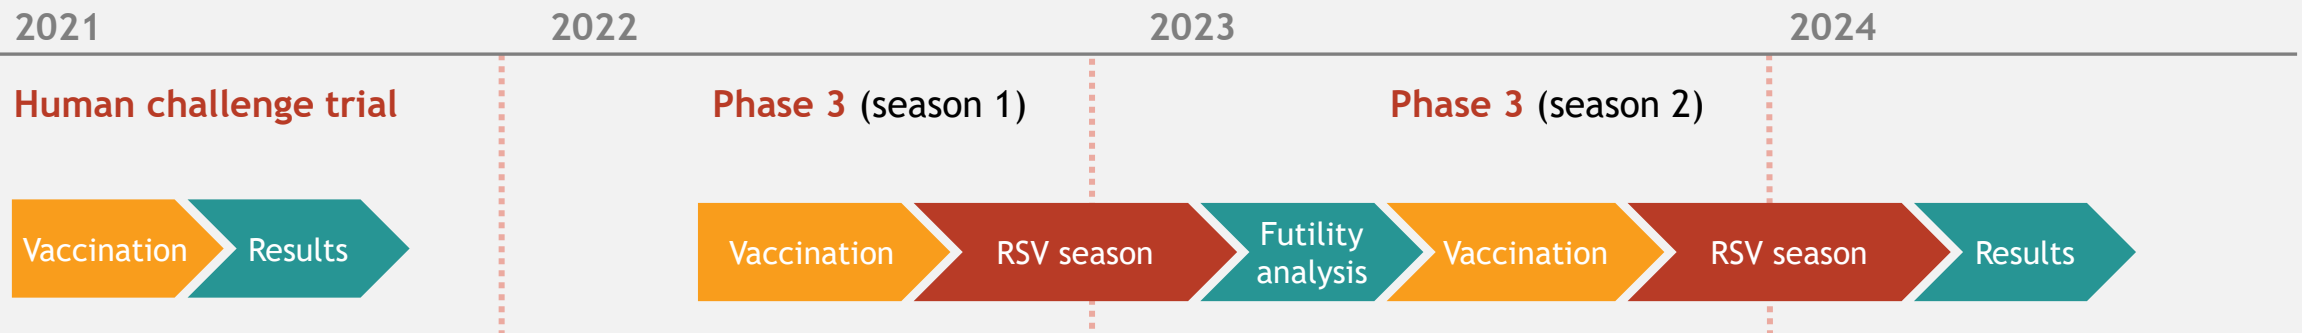 2021 2022 2023 2024
Human challenge trial Phase 3 (season 1) Phase 3 (season 2)
Vaccination Results Vaccination RSV season Futility analysis Vaccination RSV season Results